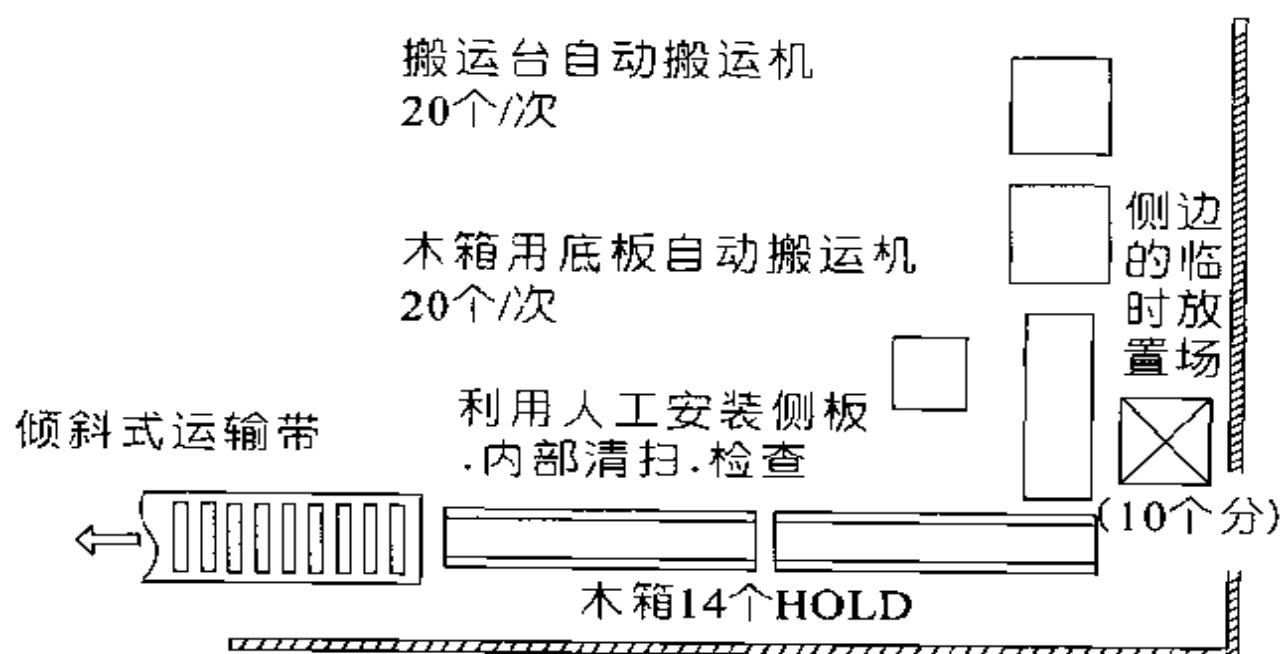 搬运台自动搬运机
20个/次
木箱用底板自动搬运机
20个/次
侧边
的临
时放
置场
利用人工安装侧板
.内部清扫.检查
倾斜式运输带
(10个分)
木箱14个HOLD